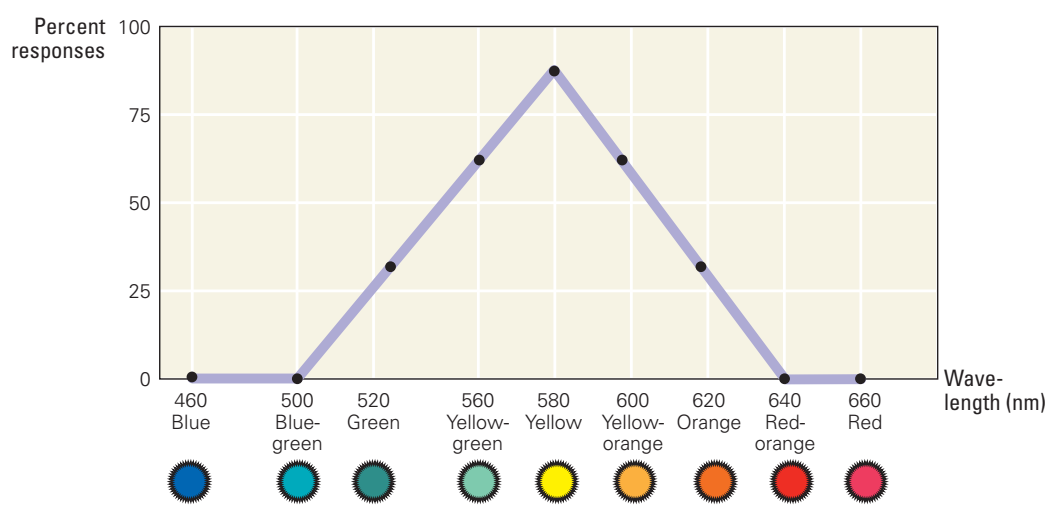 Percent
responses
100
75
50
25
0
460 500 520 560 580 600 620 640 660
Blue Blue- Green Yellow- Yellow Yellow- Orange Red- Red
green green orange orange
Wave-
length (nm)